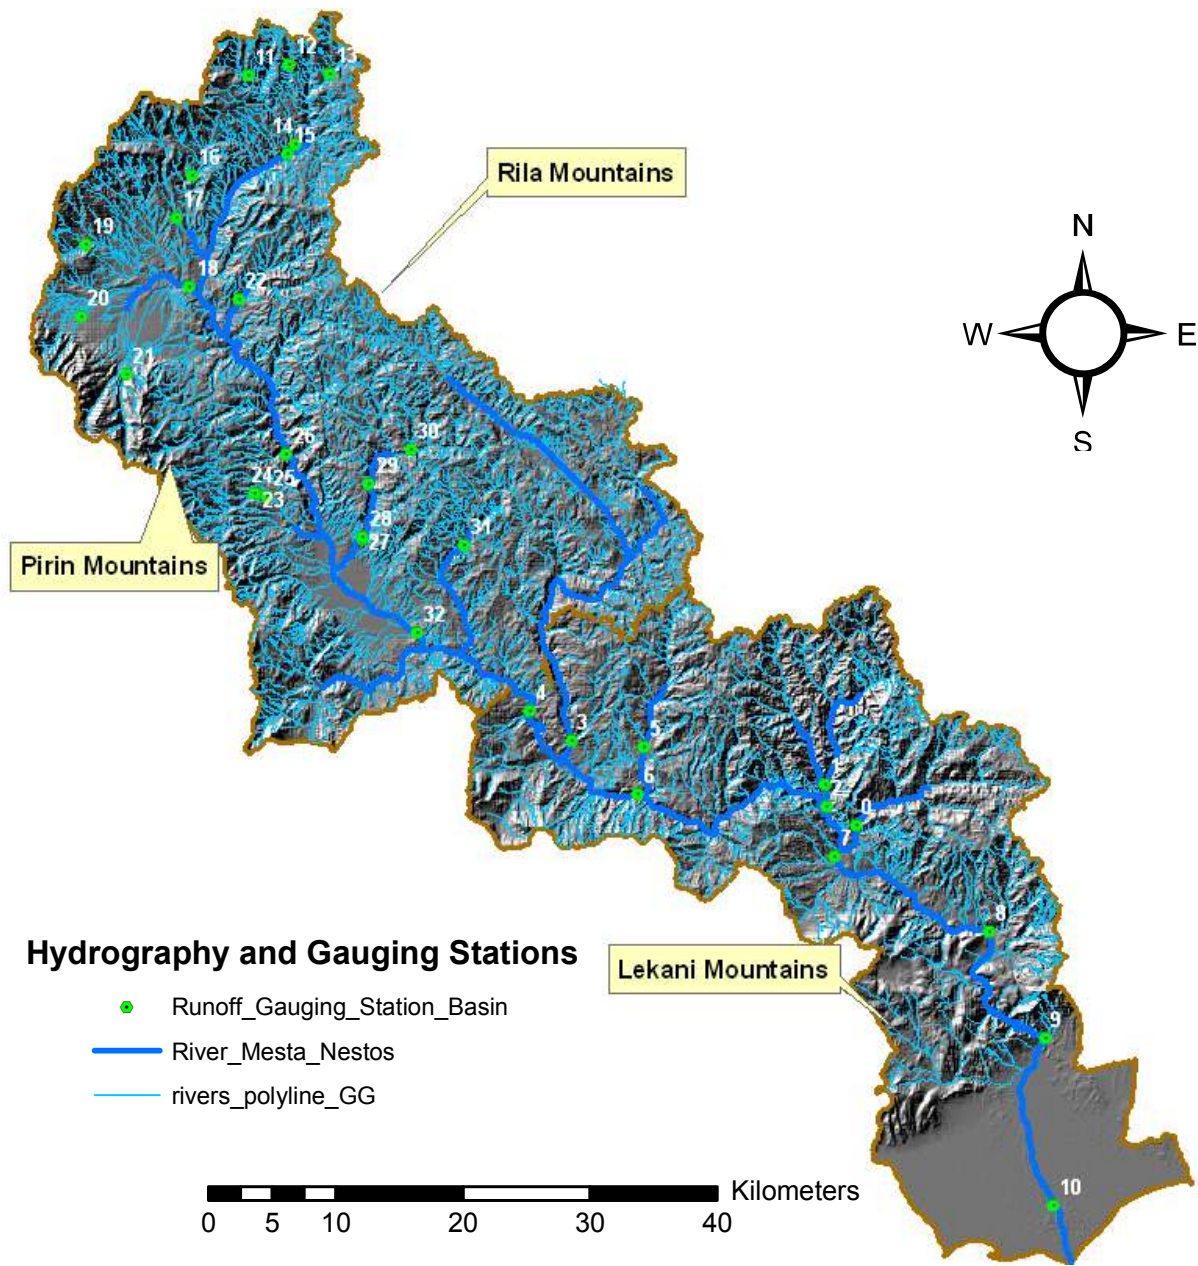 12
11
13
14
15
16
Rila Mountains
17
19
N
18
22
20
W
E
21
S
26
30
24
25
29
23
28
31
27
Pirin Mountains
32
4
3
5
6
1
2
0
7
8
Hydrography and Gauging Stations
Lekani Mountains
Runoff_Gauging_Station_Basin
River_Mesta_Nestos
9
rivers_polyline_GG
Kilometers
10
0 5 10 20 30 40